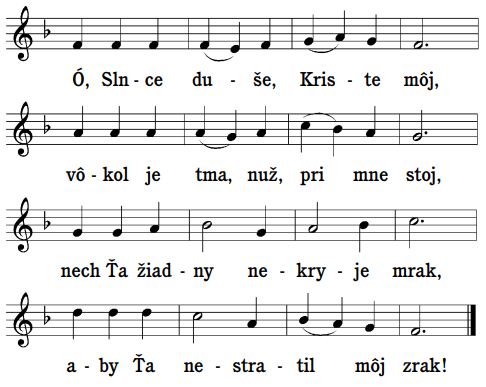 Ó, Sln - ce du - še, Kris - te môj,
vô - kol je tma, nuž, pri mne stoj,
nech Ťa žiad - ny ne - kry - je mrak,
a - by Ťa ne - stra - til môj zrak!